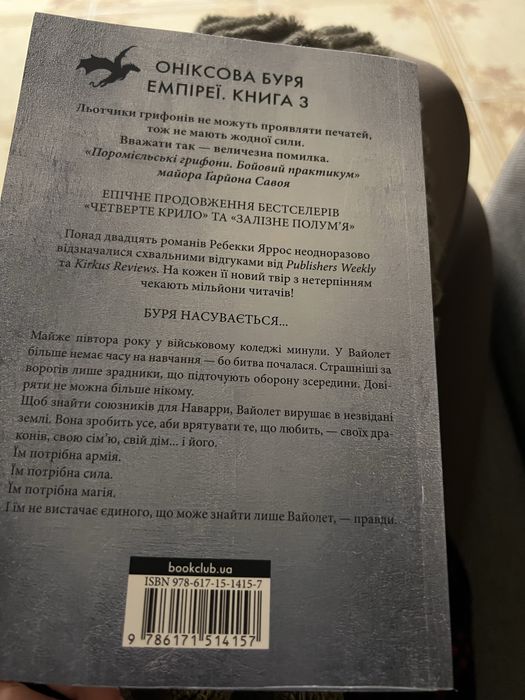 ОНІКСОВА БУРЯ
ЕМПІРЕЇ. КНИГА 3
Льотчики грифонів не можуть проявляти печатей,
тож не мають жодної сили.
Вважати так — величезна помилка.
«Поромієльські грифони. Бойовий практикум»
майора Ґарйона Савоя
ЕПІЧНЕ ПРОДОВЖЕННЯ БЕСТСЕЛЕРІВ
«ЧЕТВЕРТЕ КРИЛО» ТА «ЗАЛІЗНЕ ПОЛУМ’Я»
Понад двадцять романів Ребекки Яррос неодноразово
відзначалися схвальними відгуками від Publishers Weekly
та Kirkus Reviews. На кожен її новий твір з нетерпінням
чекають мільйони читачів!
БУРЯ НАСУВАЄТЬСЯ...
Майже півтора року у військовому коледжі минули. У Вайолет
більше немає часу на навчання — бо битва почалася. Страшніші за
ворогів лише зрадники, що підточують оборону зсередини. Дові-
ряти не можна більше нікому.
Щоб знайти союзників для Наварри, Вайолет вирушає в незвідані
землі. Вона зробить усе, аби врятувати те, що любить, — своїх дра-
конів, свою сім’ю, свій дім... і його.
Їм потрібна армія.
Їм потрібна сила.
Їм потрібна магія.
І їм не вистачає єдиного, що може знайти лише Вайолет, — правди.
bookclub.ua
ISBN 978-617-15-1415-7
9 786171 514157